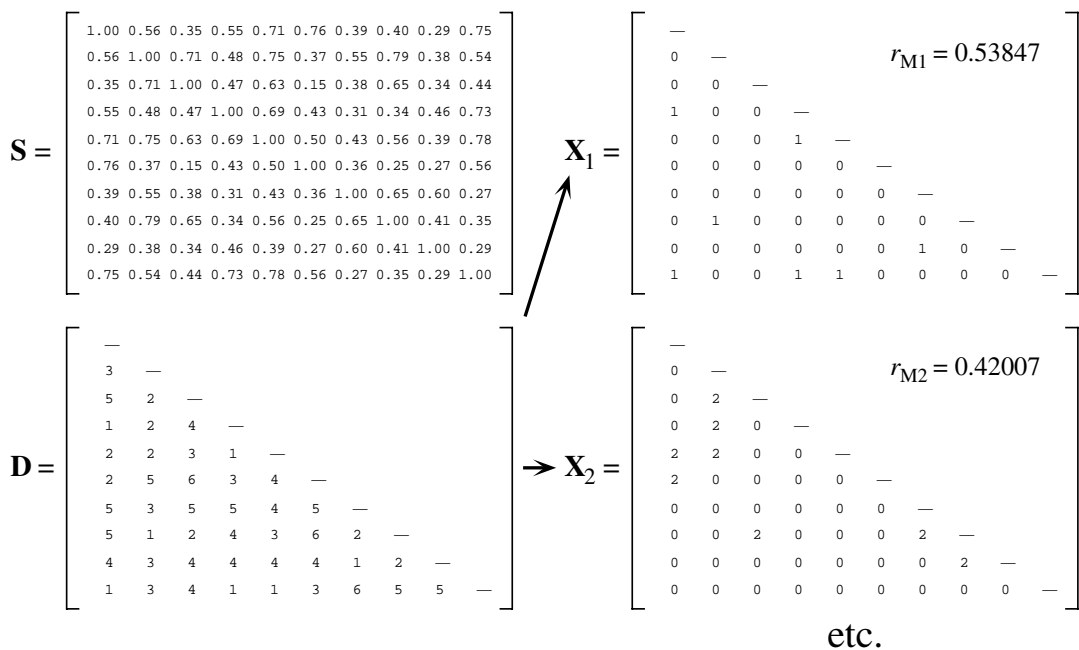 S =
1.00 0.56 0.35 0.55 0.71 0.76 0.39 0.40 0.29 0.75
0.56 1.00 0.71 0.48 0.75 0.37 0.55 0.79 0.38 0.54
0.35 0.71 1.00 0.47 0.63 0.15 0.38 0.65 0.34 0.44
0.55 0.48 0.47 1.00 0.69 0.43 0.31 0.34 0.46 0.73
0.71 0.75 0.63 0.69 1.00 0.50 0.43 0.56 0.39 0.78
0.76 0.37 0.15 0.43 0.50 1.00 0.36 0.25 0.27 0.56
0.39 0.55 0.38 0.31 0.43 0.36 1.00 0.65 0.60 0.27
0.40 0.79 0.65 0.34 0.56 0.25 0.65 1.00 0.41 0.35
0.29 0.38 0.34 0.46 0.39 0.27 0.60 0.41 1.00 0.29
0.75 0.54 0.44 0.73 0.78 0.56 0.27 0.35 0.29 1.00
X1 =
—
0 —
0 0 —
1 0 0 —
0 0 0 1 —
0 0 0 0 0 —
0 0 0 0 0 0 —
0 1 0 0 0 0 0 —
0 0 0 0 0 0 1 0 —
1 0 0 1 1 0 0 0 0 —
rM1 = 0.53847
D =
—
3 —
5 2 —
1 2 4 —
2 2 3 1 —
2 5 6 3 4 —
5 3 5 5 4 5 —
5 1 2 4 3 6 2 —
4 3 4 4 4 4 1 2 —
1 3 4 1 1 3 6 5 5 —
X2 =
—
0 —
0 2 —
0 2 0 —
2 2 0 0 —
2 0 0 0 0 —
0 0 0 0 0 0 —
0 0 2 0 0 0 2 —
0 0 0 0 0 0 0 2 —
0 0 0 0 0 0 0 0 0 —
rM2 = 0.42007
etc.